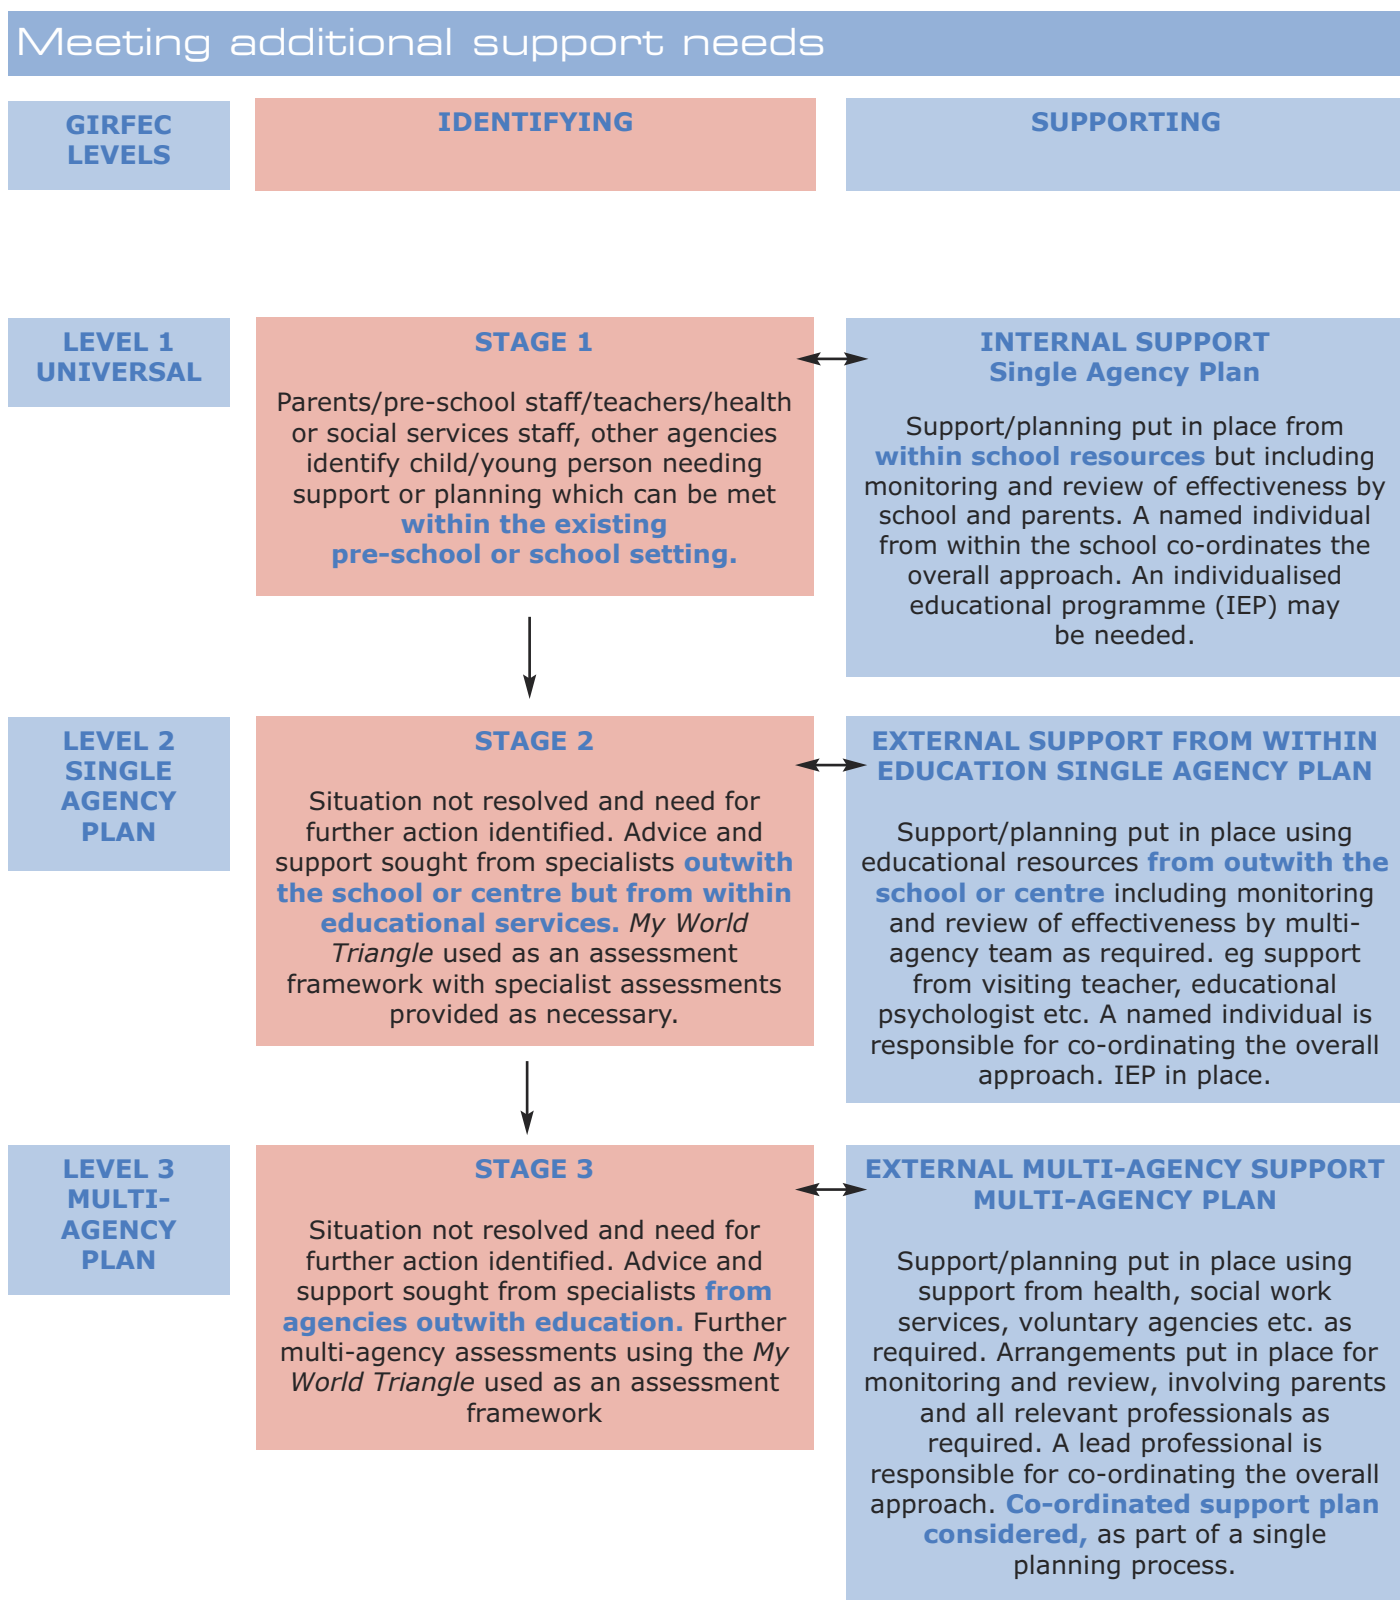 Meeting additional support needs
GIRFEC
LEVELS
IDENTIFYING
SUPPORTING
LEVEL 1
UNIVERSAL
STAGE 1
Parents/pre-school staff/teachers/health
or social services staff, other agencies
identify child/young person needing
support or planning which can be met
within the existing
pre-school or school setting.
INTERNAL SUPPORT
Single Agency Plan
Support/planning put in place from
within school resources but including
monitoring and review of effectiveness by
school and parents. A named individual
from within the school co-ordinates the
overall approach. An individualised
educational programme (IEP) may
be needed.
LEVEL 2
SINGLE
AGENCY
PLAN
STAGE 2
Situation not resolved and need for
further action identified. Advice and
support sought from specialists outwith
the school or centre but from within
educational services. My World
Triangle used as an assessment
framework with specialist assessments
provided as necessary.
EXTERNAL SUPPORT FROM WITHIN
EDUCATION SINGLE AGENCY PLAN
Support/planning put in place using
educational resources from outwith the
school or centre including monitoring
and review of effectiveness by multi-
agency team as required. eg support
from visiting teacher, educational
psychologist etc. A named individual is
responsible for co-ordinating the overall
approach. IEP in place.
LEVEL 3
MULTI-
AGENCY
PLAN
STAGE 3
Situation not resolved and need for
further action identified. Advice and
support sought from specialists from
agencies outwith education. Further
multi-agency assessments using the My
World Triangle used as an assessment
framework
EXTERNAL MULTI-AGENCY SUPPORT
MULTI-AGENCY PLAN
Support/planning put in place using
support from health, social work
services, voluntary agencies etc. as
required. Arrangements put in place for
monitoring and review, involving parents
and all relevant professionals as
required. A lead professional is
responsible for co-ordinating the overall
approach. Co-ordinated support plan
considered, as part of a single
planning process.